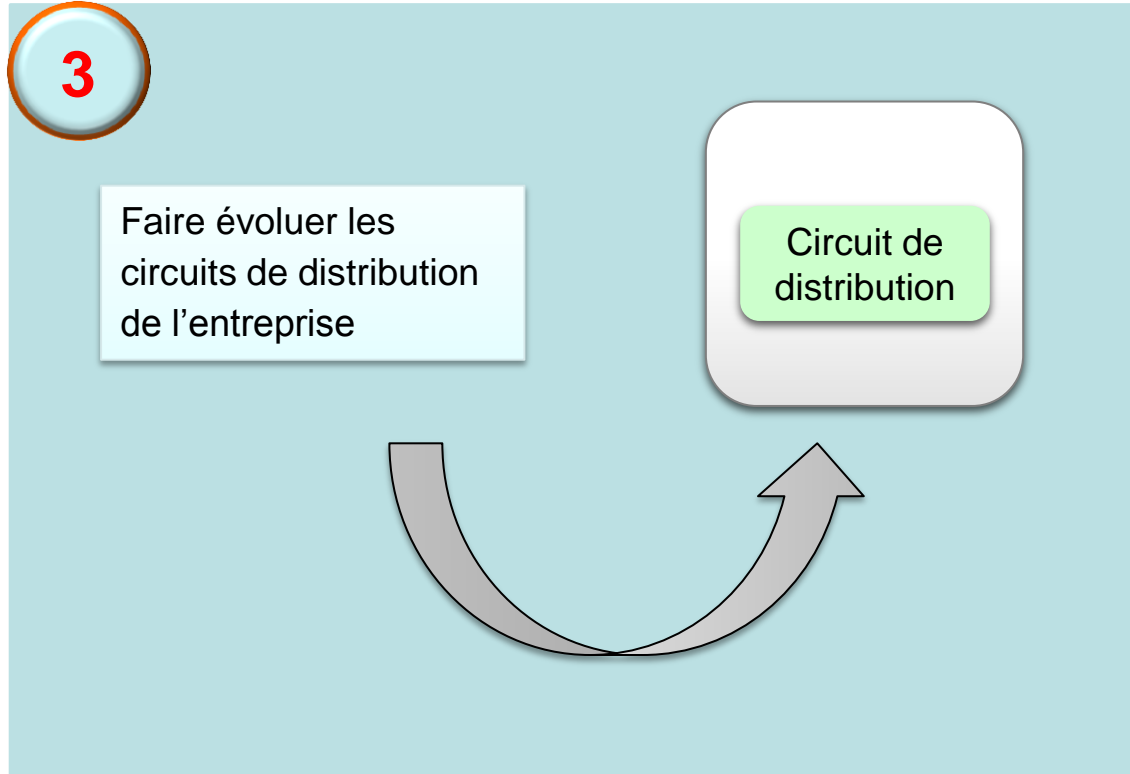 3
Faire évoluer les
circuits de distribution
de l’entreprise
Circuit de
distribution